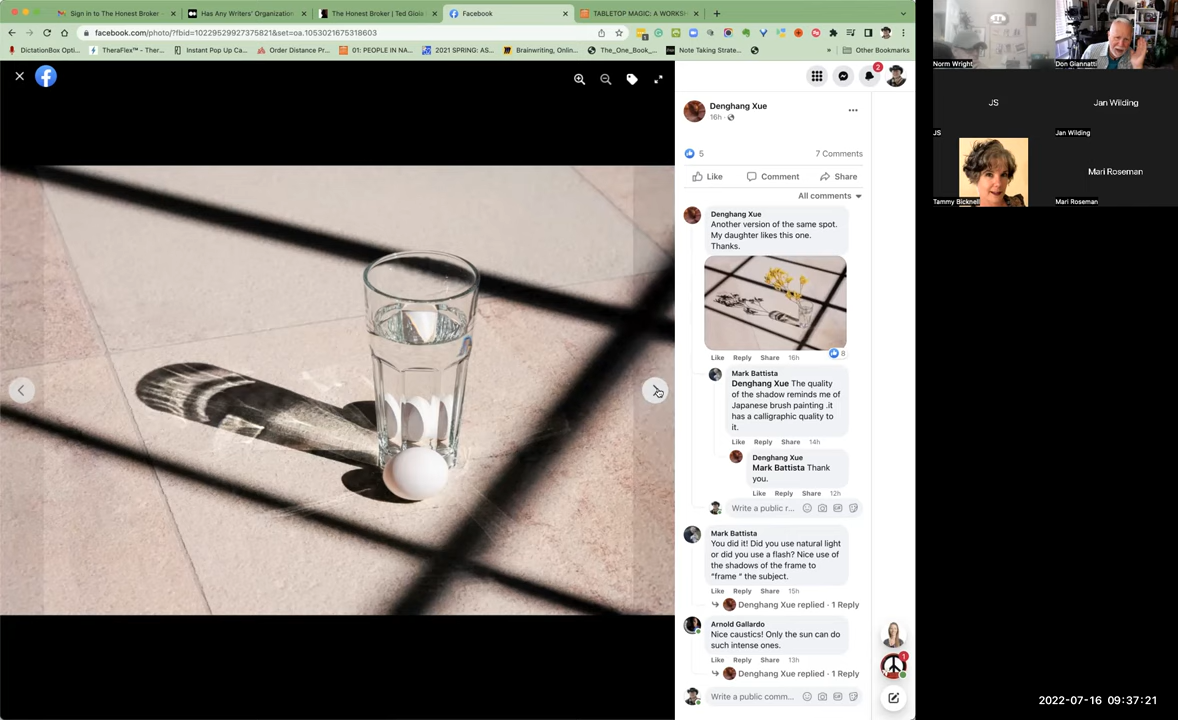 Sign in to The Honest Broker
Has Any Writers' Organization
The Honest Broker | Ted Gioia
Facebook
TABLETOP MAGIC: A WORKSH
facebook.com/photo/?fbid=10229529927375821&set=oa.1053021675318603
DictationBox Opti...
TheraFlex™ – Ther...
Instant Pop Up Ca...
Order Distance Pr...
01: PEOPLE IN NA...
2021 SPRING: AS...
Brainwriting, Onlin...
The_One_Book_...
Note Taking Strate...
»
Other Bookmarks
2
Denghang Xue
16h
5
7 Comments
Like
Comment
Share
All comments
Denghang Xue
Another version of the same spot.
My daughter likes this one.
Thanks.
8
Like Reply Share 16h
Mark Battista
Denghang Xue The quality
of the shadow reminds me of
Japanese brush painting .it
has a calligraphic quality to
it.
Like Reply Share 14h
Denghang Xue
Mark Battista Thank
you.
Like Reply Share 12h
Write a public r...
Mark Battista
You did it! Did you use natural light
or did you use a flash? Nice use of
the shadows of the frame to
"frame " the subject.
Like Reply Share 15h
Denghang Xue replied · 1 Reply
Arnold Gallardo
Nice caustics! Only the sun can do
such intense ones.
Like Reply Share 13h
Denghang Xue replied · 1 Reply
Write a public comm...
1
Norm Wright
Don Giannatti
JS
JS
Jan Wilding
Jan Wilding
Tammy Bicknell
Mari Roseman
Mari Roseman
2022-07-16 09:37:21